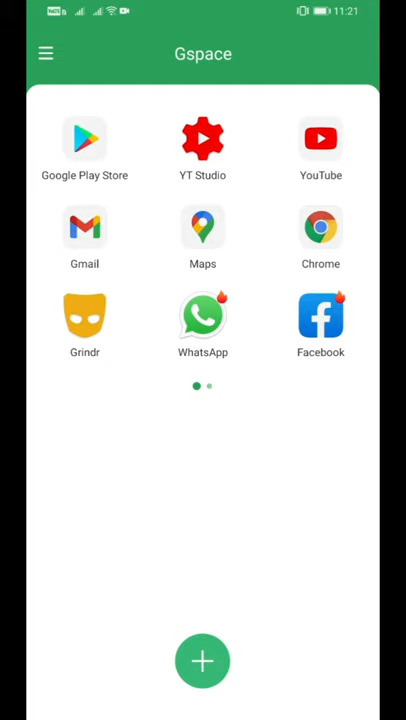 11:21
Gspace
Google Play Store
YT Studio
YouTube
Gmail
Maps
Chrome
Grindr
WhatsApp
Facebook